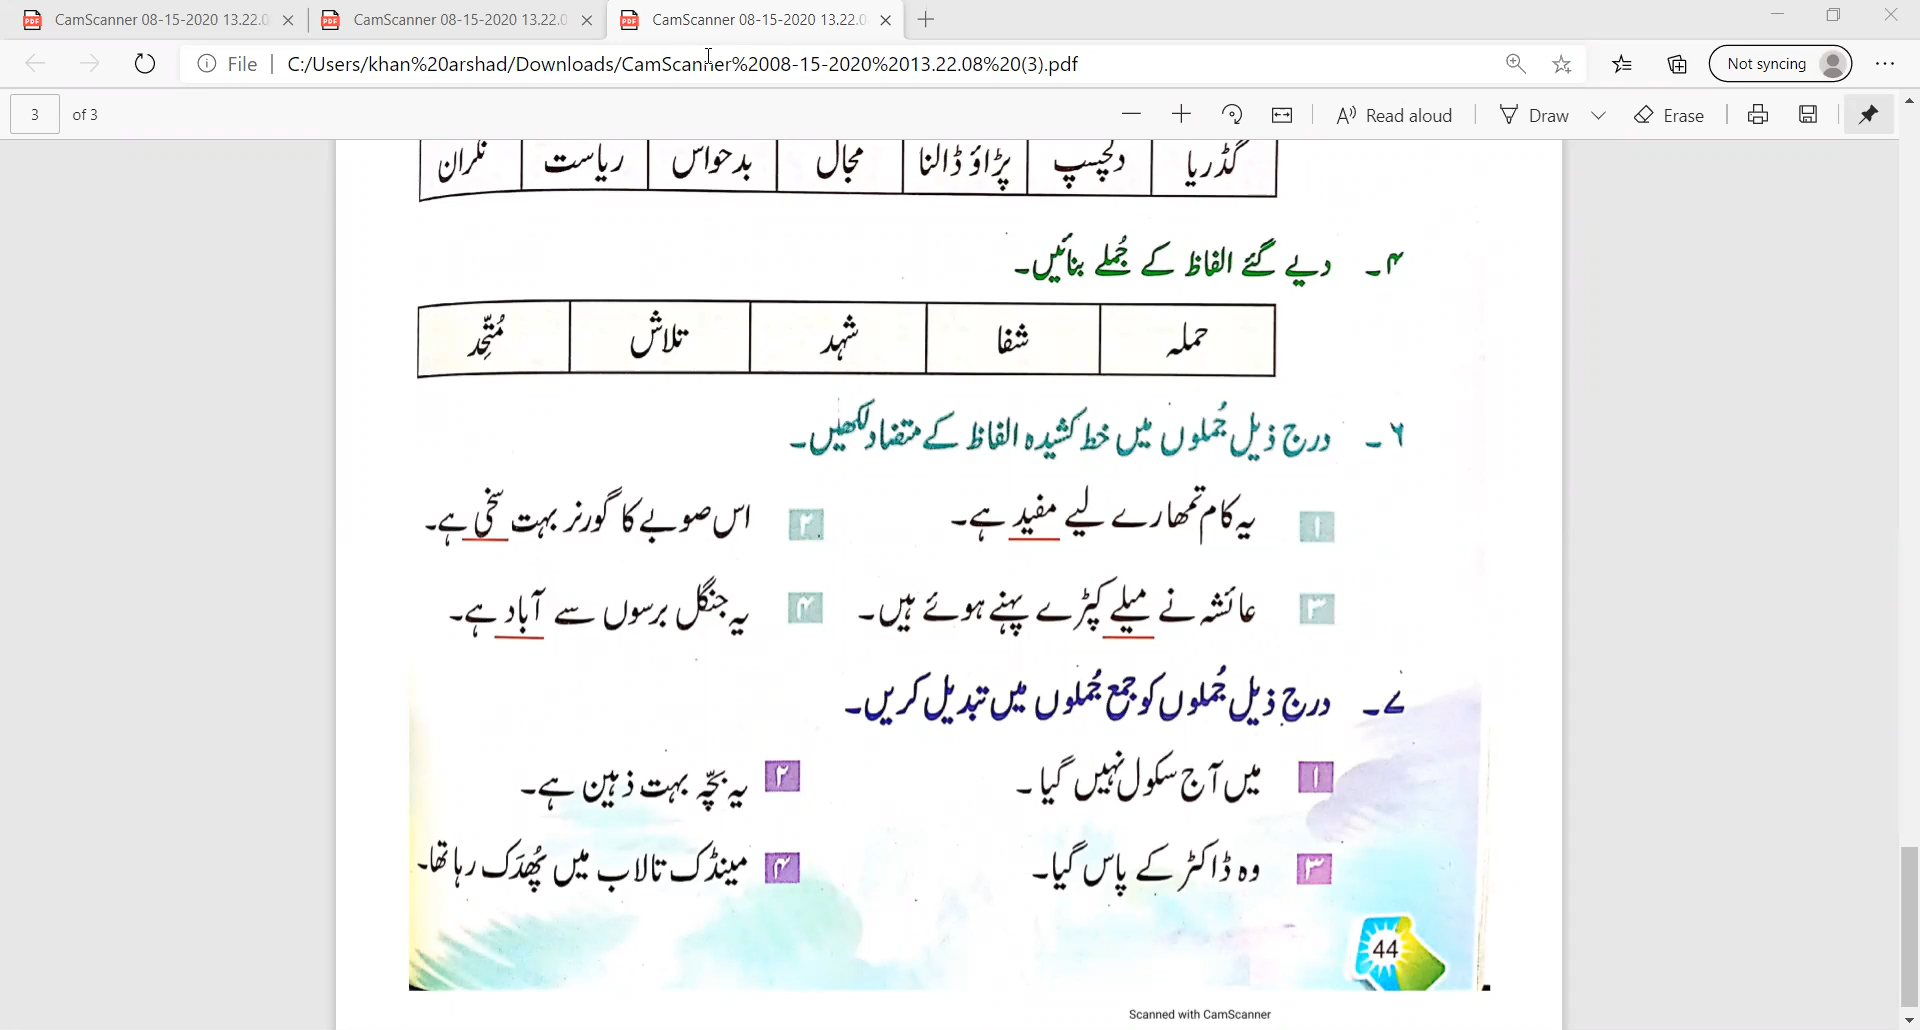 CamScanner 08-15-2020 13.22.0 CamScanner 08-15-2020 13.22.0 CamScanner 08-15-2020 13.22.0
File C:/Users/khan%20arshad/Downloads/CamScanner%2008-15-2020%2013.22.08%20(3).pdf Not syncing
3 of 3 Read aloud Draw Erase
گڈریا دلچسپ پڑاؤ ڈالنا مجال بدحواس ریاست نگران
۴۔ دیے گئے الفاظ کے جُملے بنائیں۔
حملہ شفا شہد تلاش مُتّحِد
۶۔ درج ذیل جُملوں میں خط کشیدہ الفاظ کے متضاد لکھیں۔
۱ یہ کام تمھارے لیے مفید ہے۔ ۲ اس صوبے کا گورنر بہت سخی ہے۔
۳ عائشہ نے میلے کپڑے پہنے ہوئے ہیں۔ ۴ یہ جنگل برسوں سے آباد ہے۔
۷۔ درج ذیل جُملوں کو جمع جُملوں میں تبدیل کریں۔
۱ میں آج سکول نہیں گیا۔ ۲ یہ بچّہ بہت ذہین ہے۔
۳ وہ ڈاکٹر کے پاس گیا۔ ۴ مینڈک تالاب میں پُھدَک رہا تھا۔
44
Scanned with CamScanner